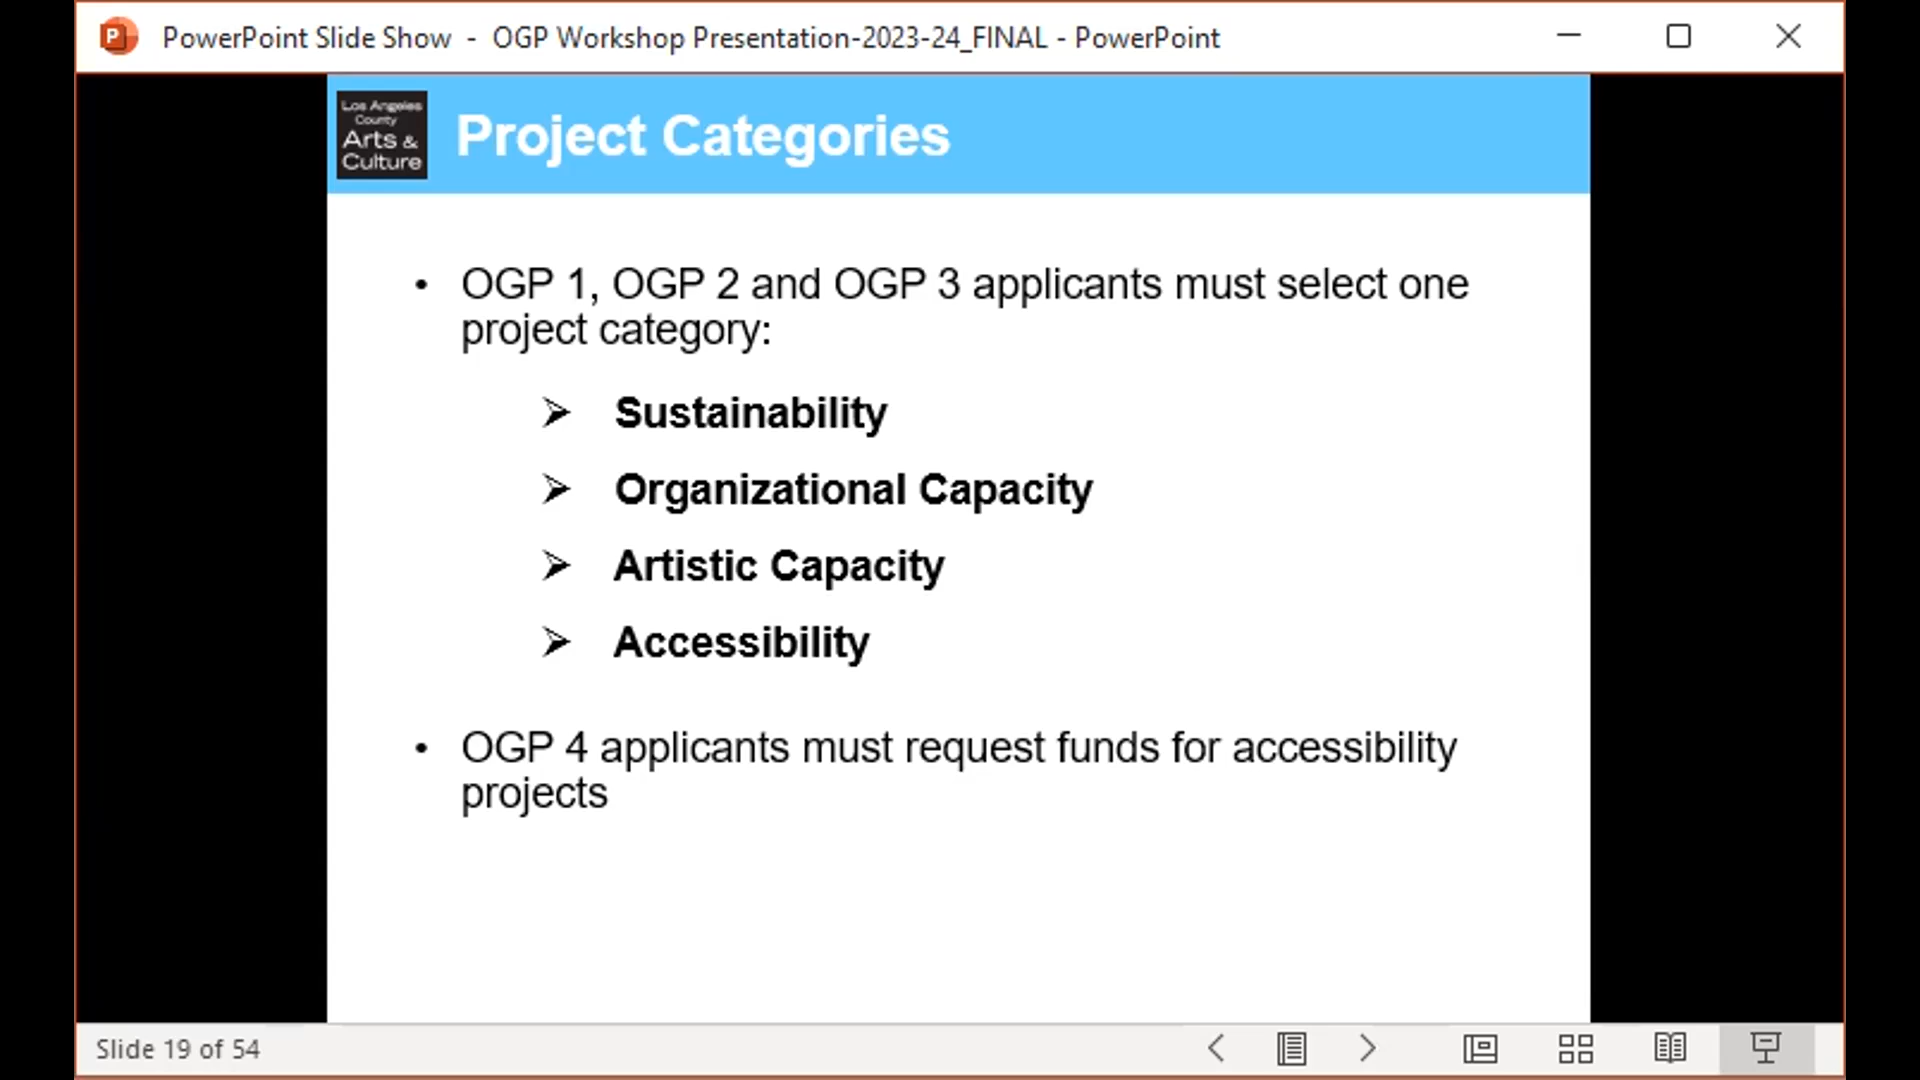 PowerPoint Slide Show - OGP Workshop Presentation-2023-24_FINAL - PowerPoint
Los Angeles
County
Arts &
Culture
Project Categories
• OGP 1, OGP 2 and OGP 3 applicants must select one
project category:
➢ Sustainability
➢ Organizational Capacity
➢ Artistic Capacity
➢ Accessibility
• OGP 4 applicants must request funds for accessibility
projects
Slide 19 of 54